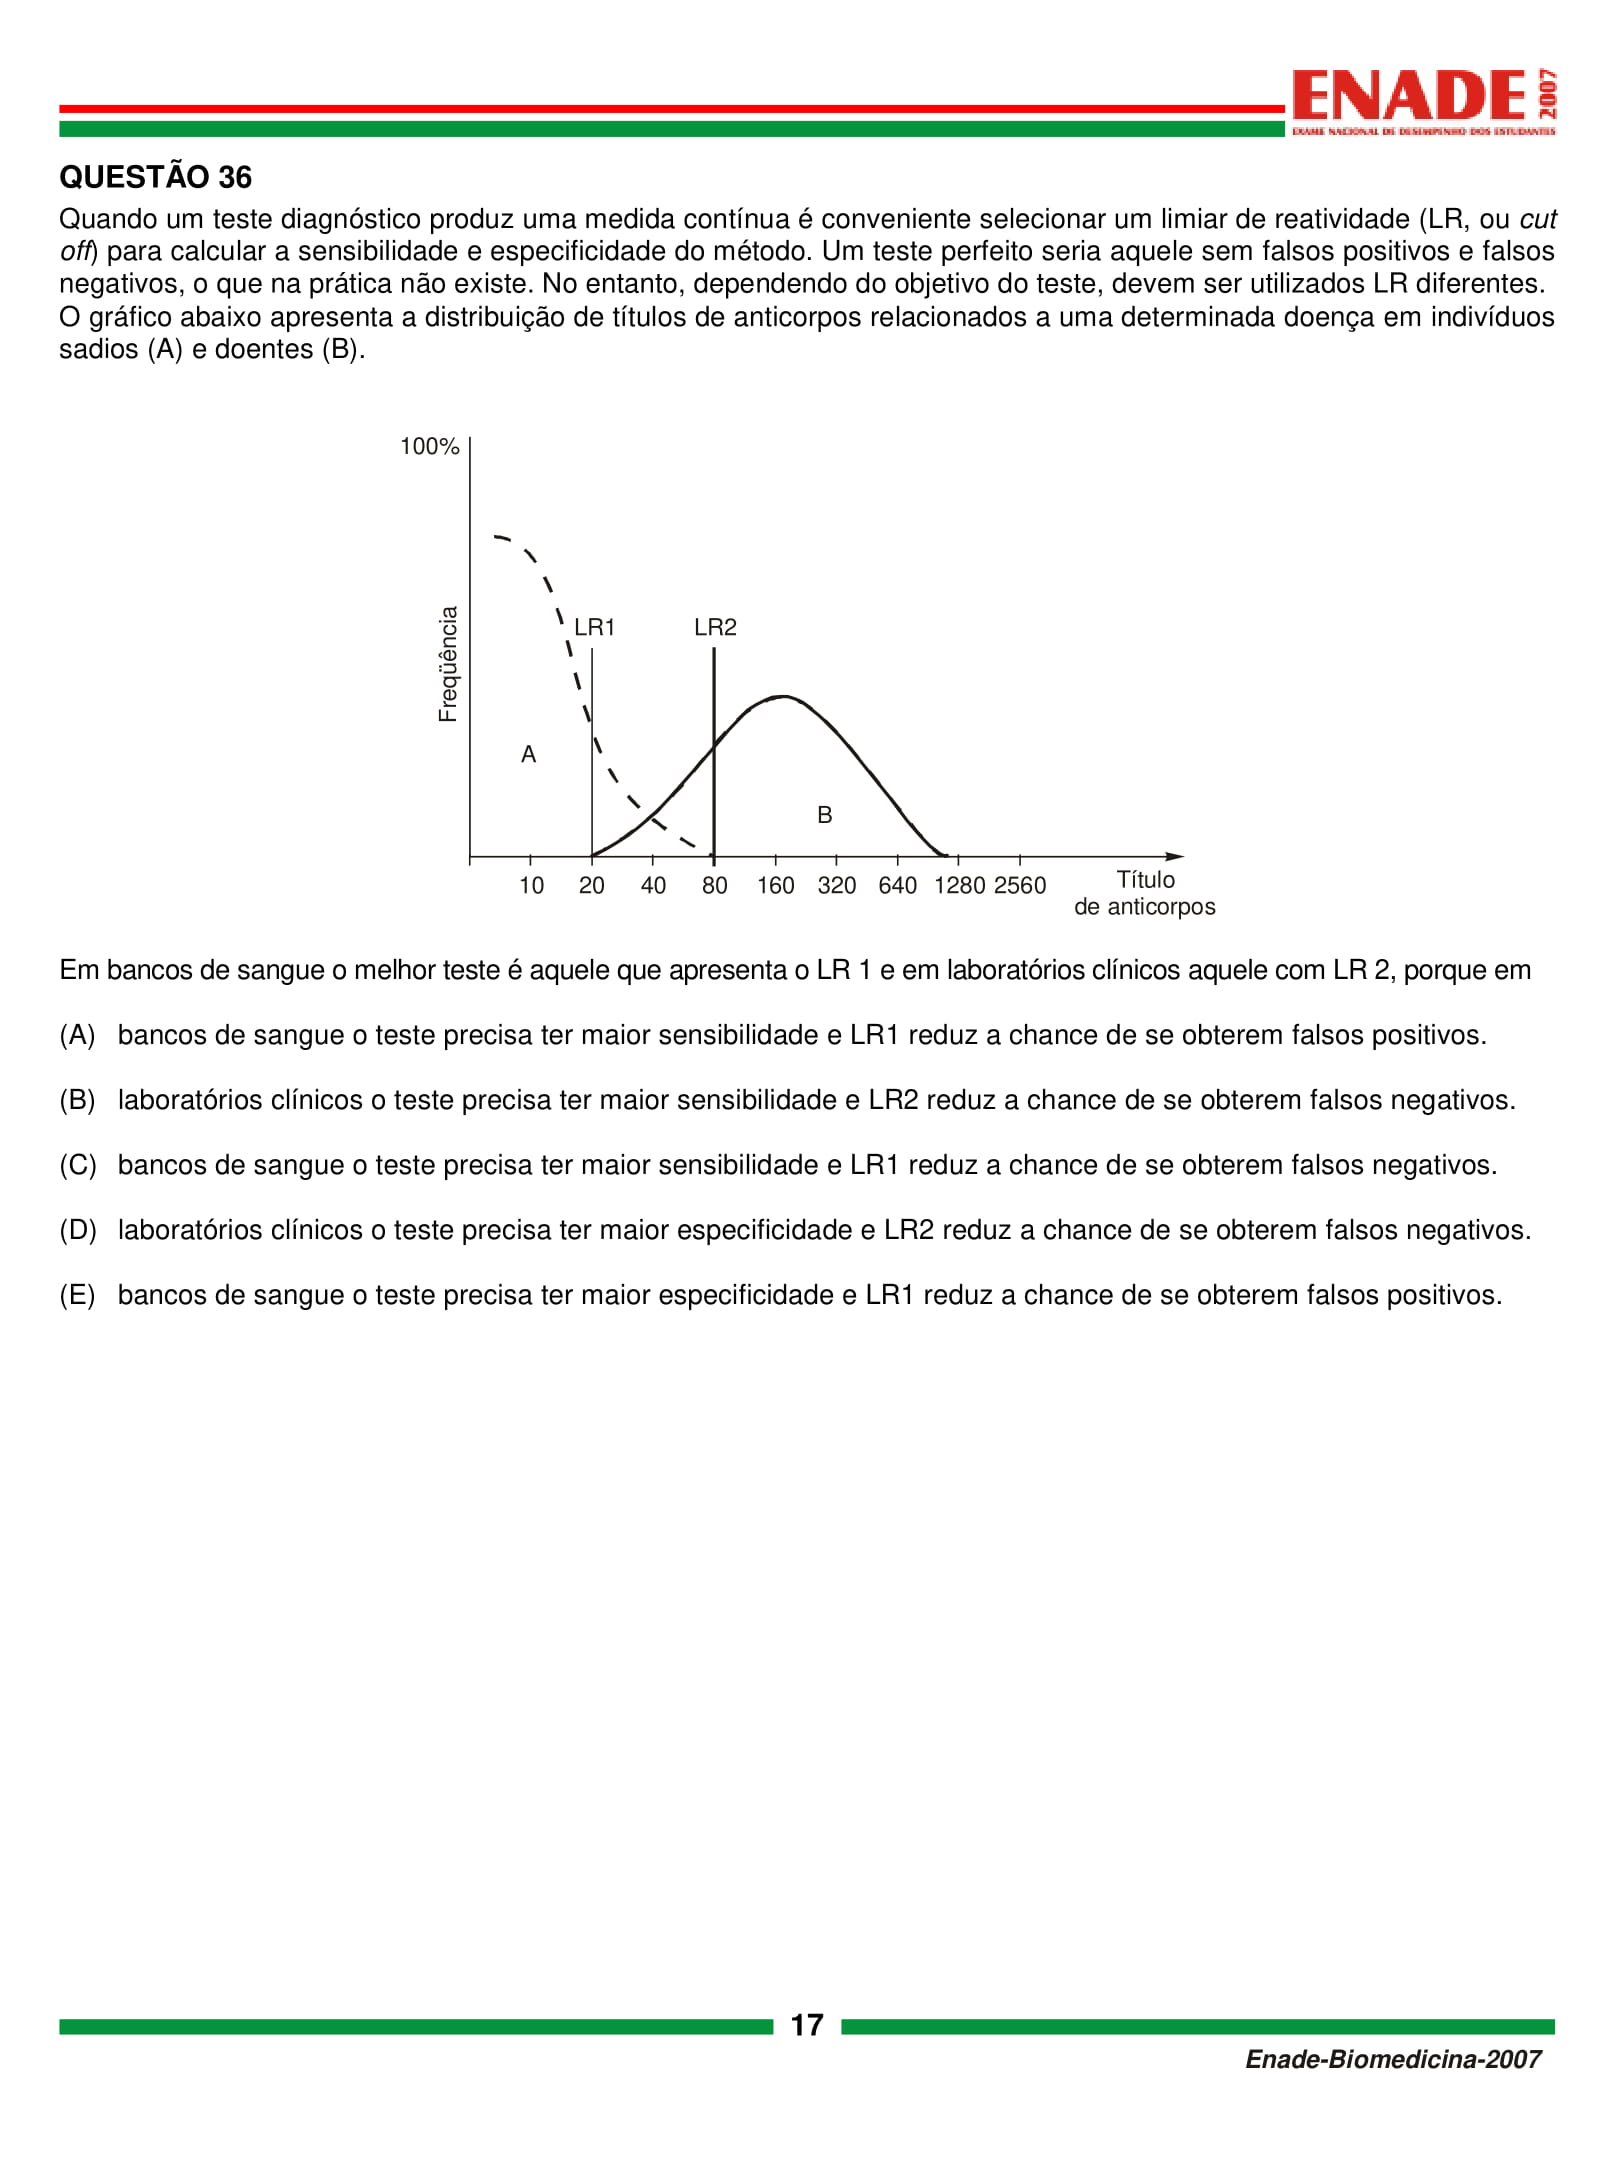 ENADE 2007
EXAME NACIONAL DE DESEMPENHO DOS ESTUDANTES
QUESTÃO 36
Quando um teste diagnóstico produz uma medida contínua é conveniente selecionar um limiar de reatividade (LR, ou cut
off) para calcular a sensibilidade e especificidade do método. Um teste perfeito seria aquele sem falsos positivos e falsos
negativos, o que na prática não existe. No entanto, dependendo do objetivo do teste, devem ser utilizados LR diferentes.
O gráfico abaixo apresenta a distribuição de títulos de anticorpos relacionados a uma determinada doença em indivíduos
sadios (A) e doentes (B).
100%
Freqüência
LR1 LR2
A
B
10 20 40 80 160 320 640 1280 2560
Título
de anticorpos
Em bancos de sangue o melhor teste é aquele que apresenta o LR 1 e em laboratórios clínicos aquele com LR 2, porque em
(A) bancos de sangue o teste precisa ter maior sensibilidade e LR1 reduz a chance de se obterem falsos positivos.
(B) laboratórios clínicos o teste precisa ter maior sensibilidade e LR2 reduz a chance de se obterem falsos negativos.
(C) bancos de sangue o teste precisa ter maior sensibilidade e LR1 reduz a chance de se obterem falsos negativos.
(D) laboratórios clínicos o teste precisa ter maior especificidade e LR2 reduz a chance de se obterem falsos negativos.
(E) bancos de sangue o teste precisa ter maior especificidade e LR1 reduz a chance de se obterem falsos positivos.
17
Enade-Biomedicina-2007